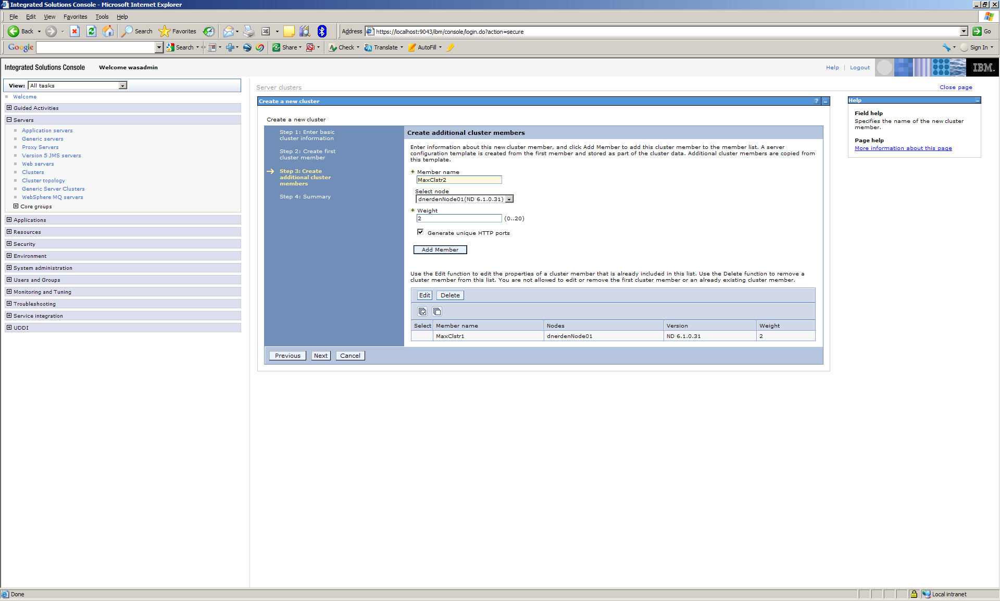 Integrated Solutions Console - Microsoft Internet Explorer
File Edit View Favorites Tools Help
Back Search Favorites Address https://localhost:9043/ibm/console/login.do?action=secure Go
Google Search Share Check Translate AutoFill Sign In
Integrated Solutions Console Welcome wasadmin Help | Logout IBM.
View: All tasks
Welcome
Guided Activities
Servers
Application servers
Generic servers
Proxy Servers
Version 5 JMS servers
Web servers
Clusters
Cluster topology
Generic Server Clusters
WebSphere MQ servers
Core groups
Applications
Resources
Security
Environment
System administration
Users and Groups
Monitoring and Tuning
Troubleshooting
Service integration
UDDI
Server clusters Close page
Create a new cluster ?
Create a new cluster
Step 1: Enter basic
cluster information
Step 2: Create first
cluster member
Step 3: Create
additional cluster
members
Step 4: Summary
Create additional cluster members
Enter information about this new cluster member, and click Add Member to add this cluster member to the member list. A server
configuration template is created from the first member and stored as part of the cluster data. Additional cluster members are copied from
this template.
* Member name
MaxClstr2
Select node
dnerdenNode01(ND 6.1.0.31)
* Weight
2 (0..20)
Generate unique HTTP ports
Add Member
Use the Edit function to edit the properties of a cluster member that is already included in this list. Use the Delete function to remove a
cluster member from this list. You are not allowed to edit or remove the first cluster member or an already existing cluster member.
Edit Delete
Select Member name Nodes Version Weight
MaxClstr1 dnerdenNode01 ND 6.1.0.31 2
Previous Next Cancel
Help
Field help
Specifies the name of the new cluster
member.
Page help
More information about this page
Done Local intranet